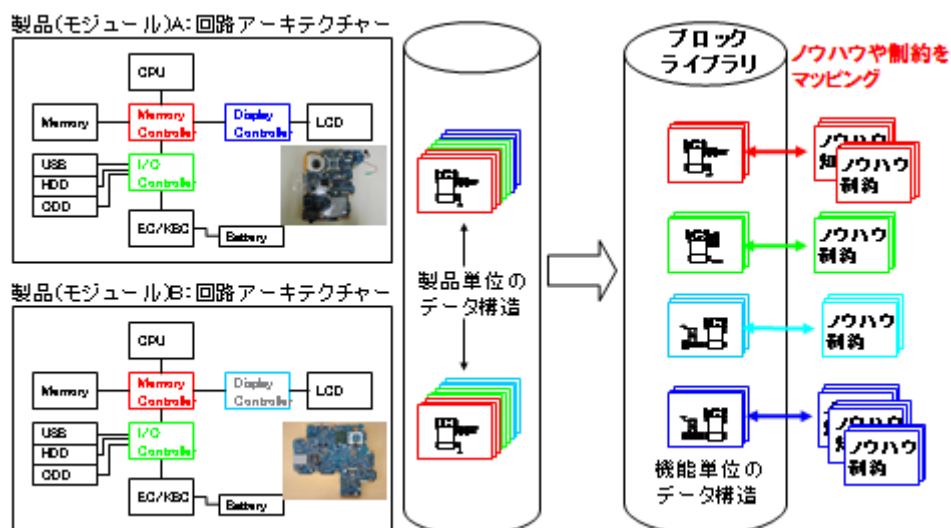 製品(モジュール)A:回路アーキテクチャー
CPU
Memory
Memory
Controller
Display
Controller
LCD
USB
HDD
ODD
I/O
Controller
EC/KBC
Battery
製品(モジュール)B:回路アーキテクチャー
CPU
Memory
Memory
Controller
Display
Controller
LCD
USB
HDD
ODD
I/O
Controller
EC/KBC
Battery
製品単位の
データ構造
ブロック
ライブラリ
ノウハウや制約を
マッピング
ノウハウ
ノウハウ
制約
ノウハウ
制約
ノウハウ
制約
ノウハウ
制約
機能単位の
データ構造